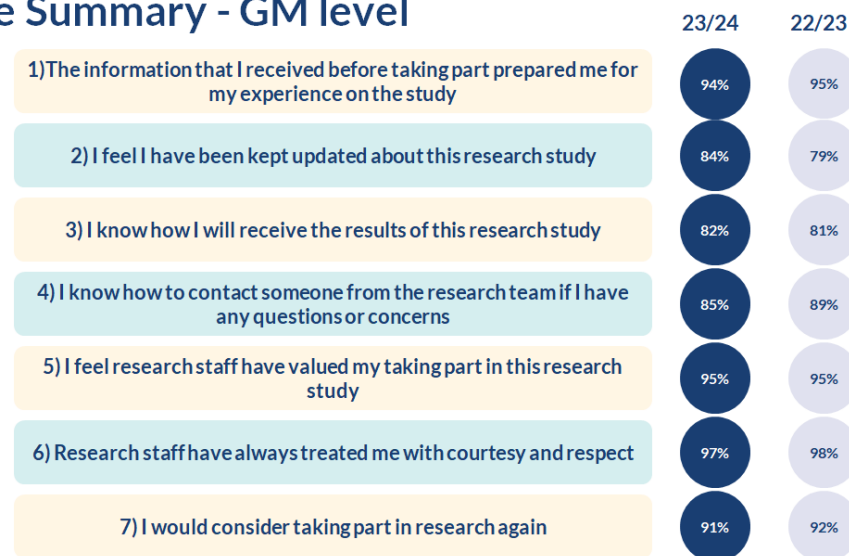 e Summary - GM level
23/24 22/23
1)The information that I received before taking part prepared me for
my experience on the study
94% 95%
2) I feel I have been kept updated about this research study
84% 79%
3) I know how I will receive the results of this research study
82% 81%
4) I know how to contact someone from the research team if I have
any questions or concerns
85% 89%
5) I feel research staff have valued my taking part in this research
study
95% 95%
6) Research staff have always treated me with courtesy and respect
97% 98%
7) I would consider taking part in research again
91% 92%